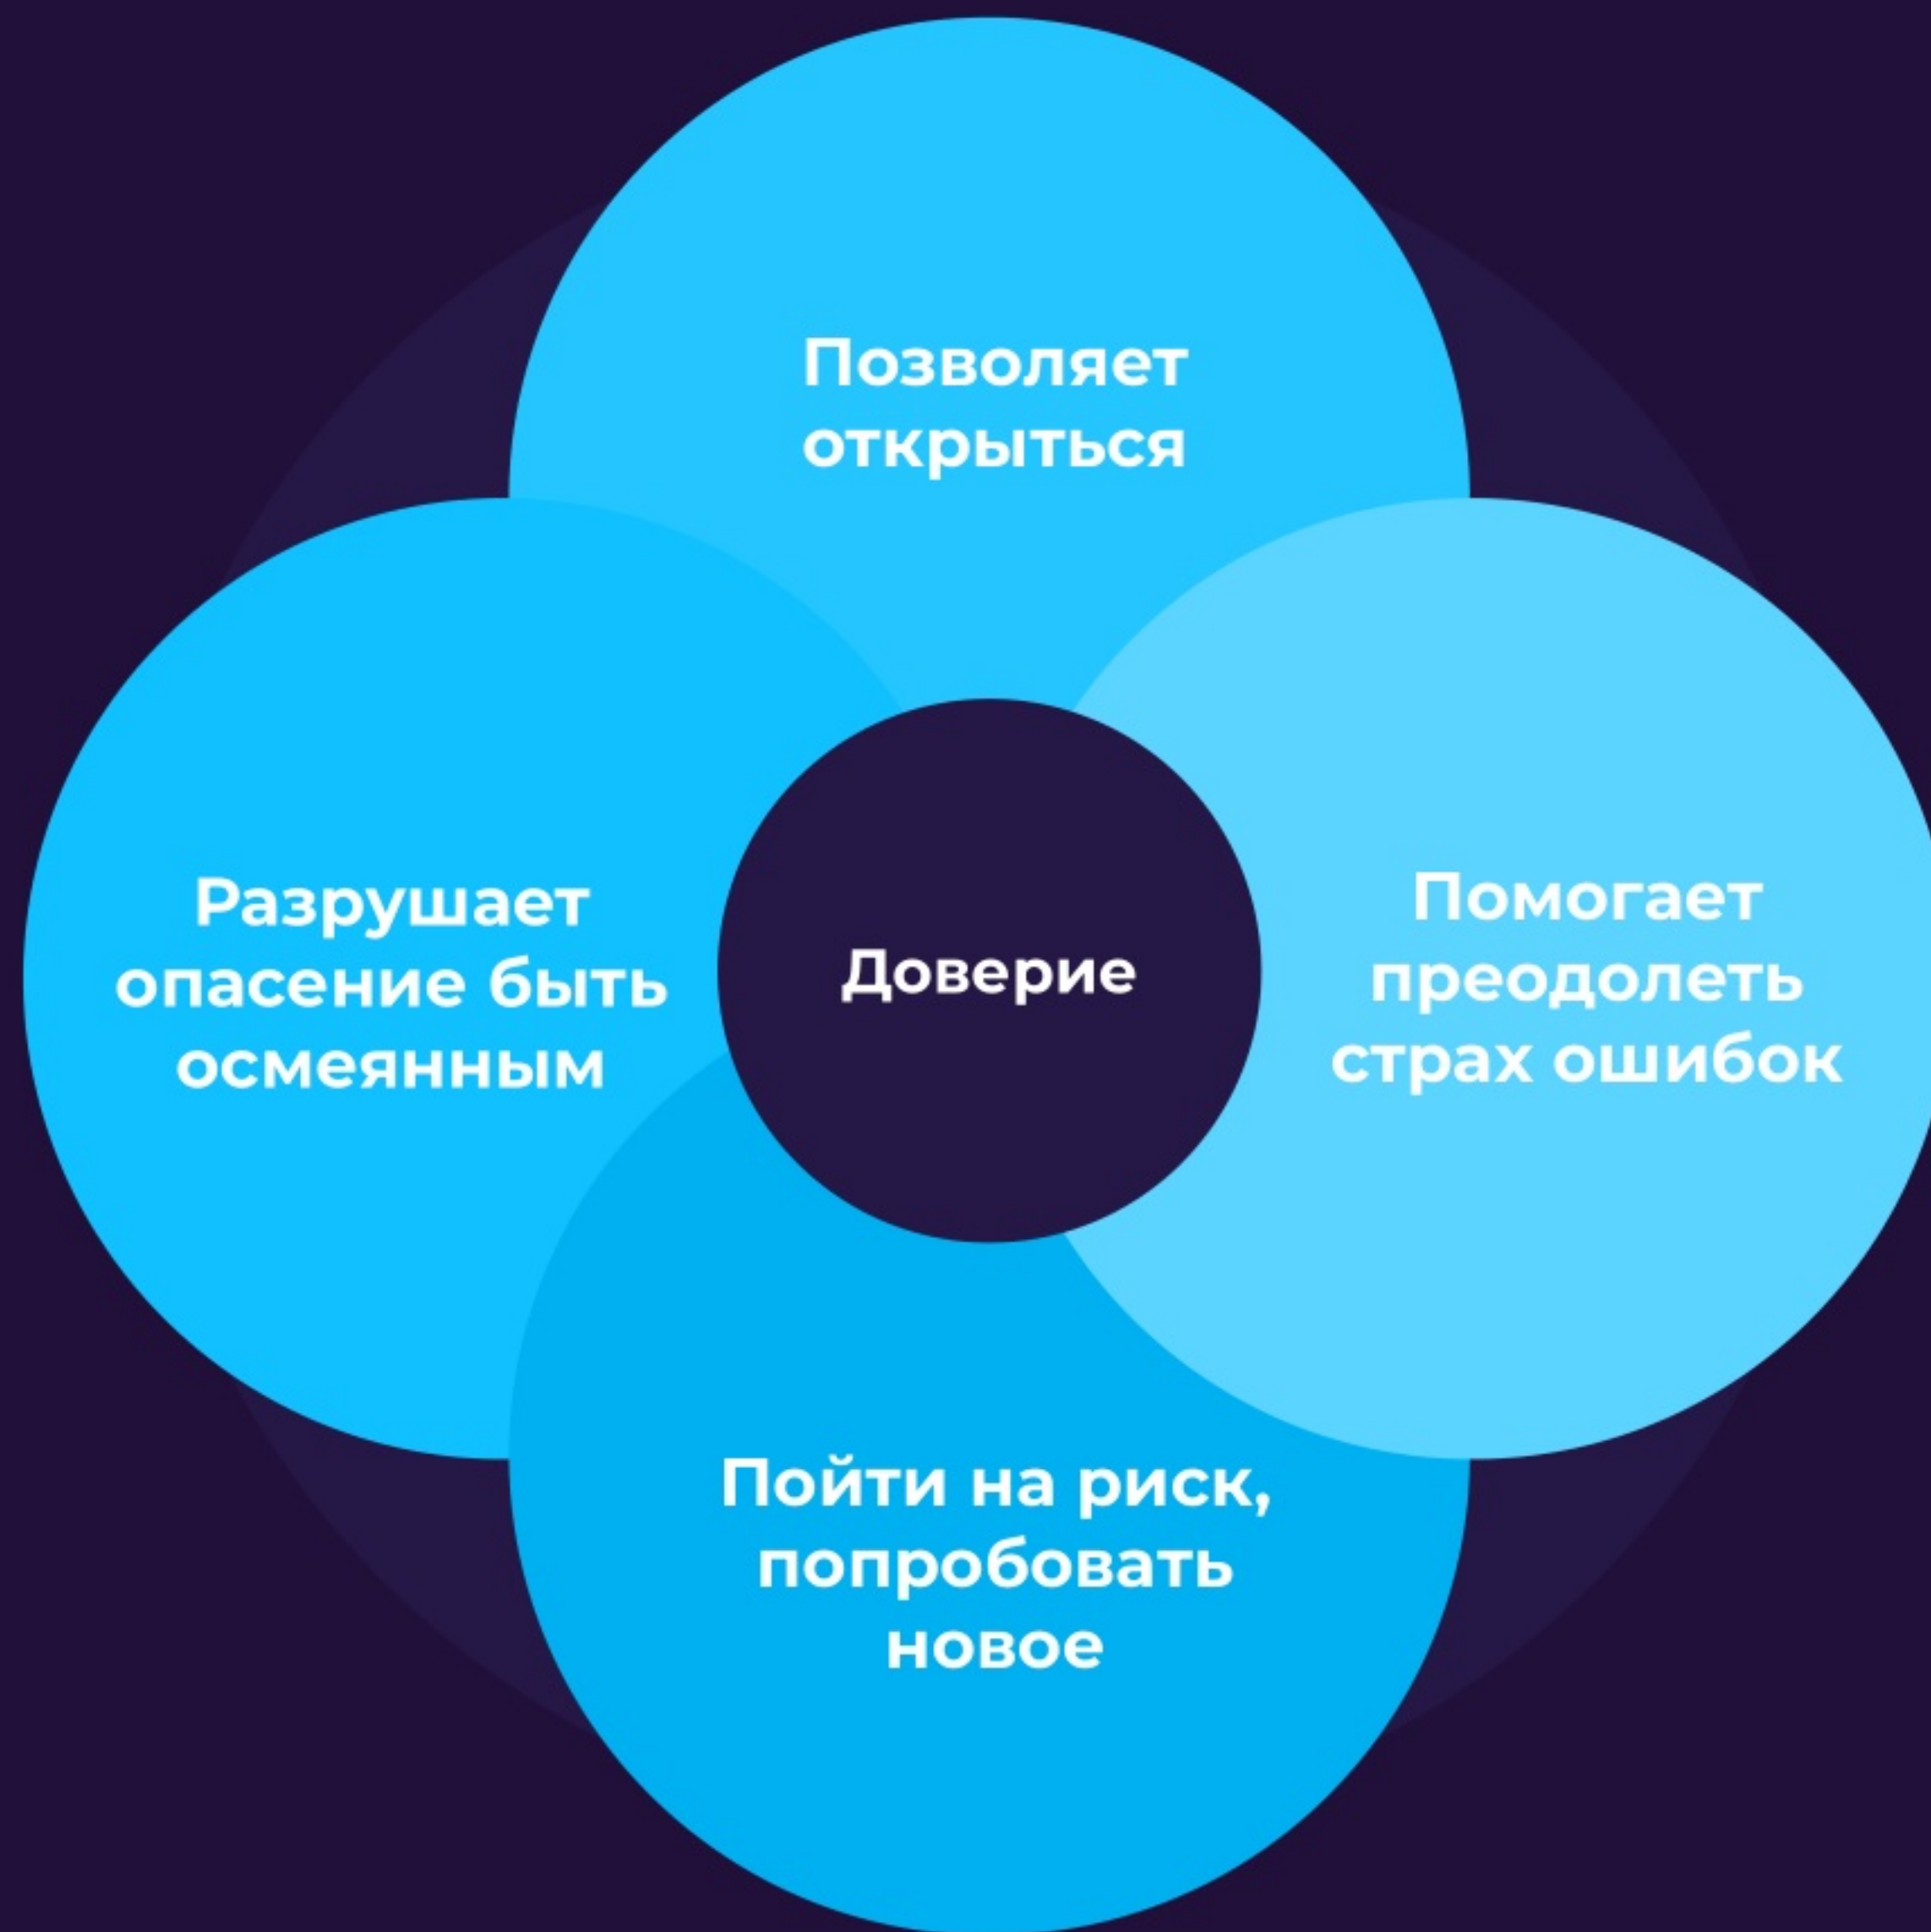 Позволяет
открыться
Разрушает
опасение быть
осмеянным
Доверие
Помогает
преодолеть
страх ошибок
Пойти на риск,
попробовать
новое